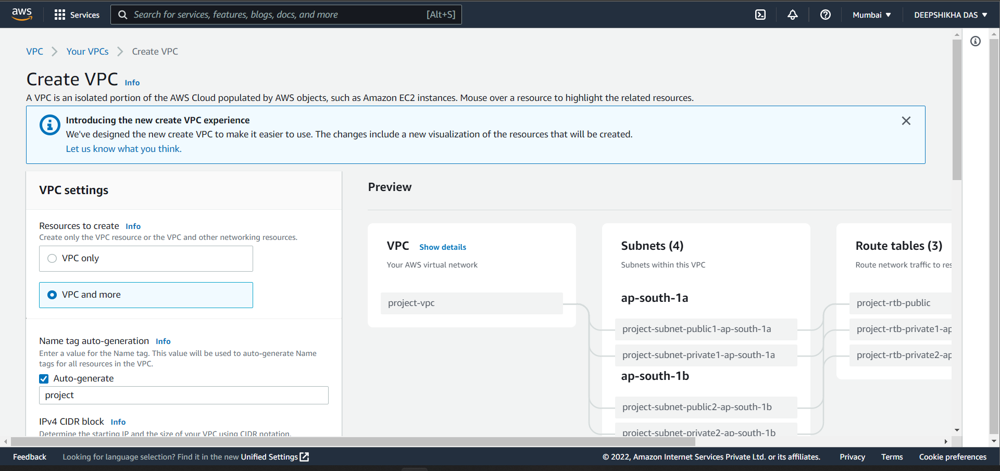 aws
Services
Search for services, features, blogs, docs, and more
[Alt+S]
Mumbai
DEEPSHIKHA DAS
VPC
Your VPCs
Create VPC
Create VPC
Info
A VPC is an isolated portion of the AWS Cloud populated by AWS objects, such as Amazon EC2 instances. Mouse over a resource to highlight the related resources.
Introducing the new create VPC experience
We've designed the new create VPC to make it easier to use. The changes include a new visualization of the resources that will be created.
Let us know what you think.
VPC settings
Resources to create Info
Create only the VPC resource or the VPC and other networking resources.
VPC only
VPC and more
Name tag auto-generation Info
Enter a value for the Name tag. This value will be used to auto-generate Name
tags for all resources in the VPC.
Auto-generate
project
IPv4 CIDR block Info
Determine the starting IP and the size of your VPC using CIDR notation.
Preview
VPC Show details
Your AWS virtual network
project-vpc
Subnets (4)
Subnets within this VPC
ap-south-1a
project-subnet-public1-ap-south-1a
project-subnet-private1-ap-south-1a
ap-south-1b
project-subnet-public2-ap-south-1b
project-subnet-private2-ap-south-1b
Route tables (3)
Route network traffic to res
project-rtb-public
project-rtb-private1-ap
project-rtb-private2-ap
Feedback
Looking for language selection? Find it in the new Unified Settings
© 2022, Amazon Internet Services Private Ltd. or its affiliates.
Privacy
Terms
Cookie preferences